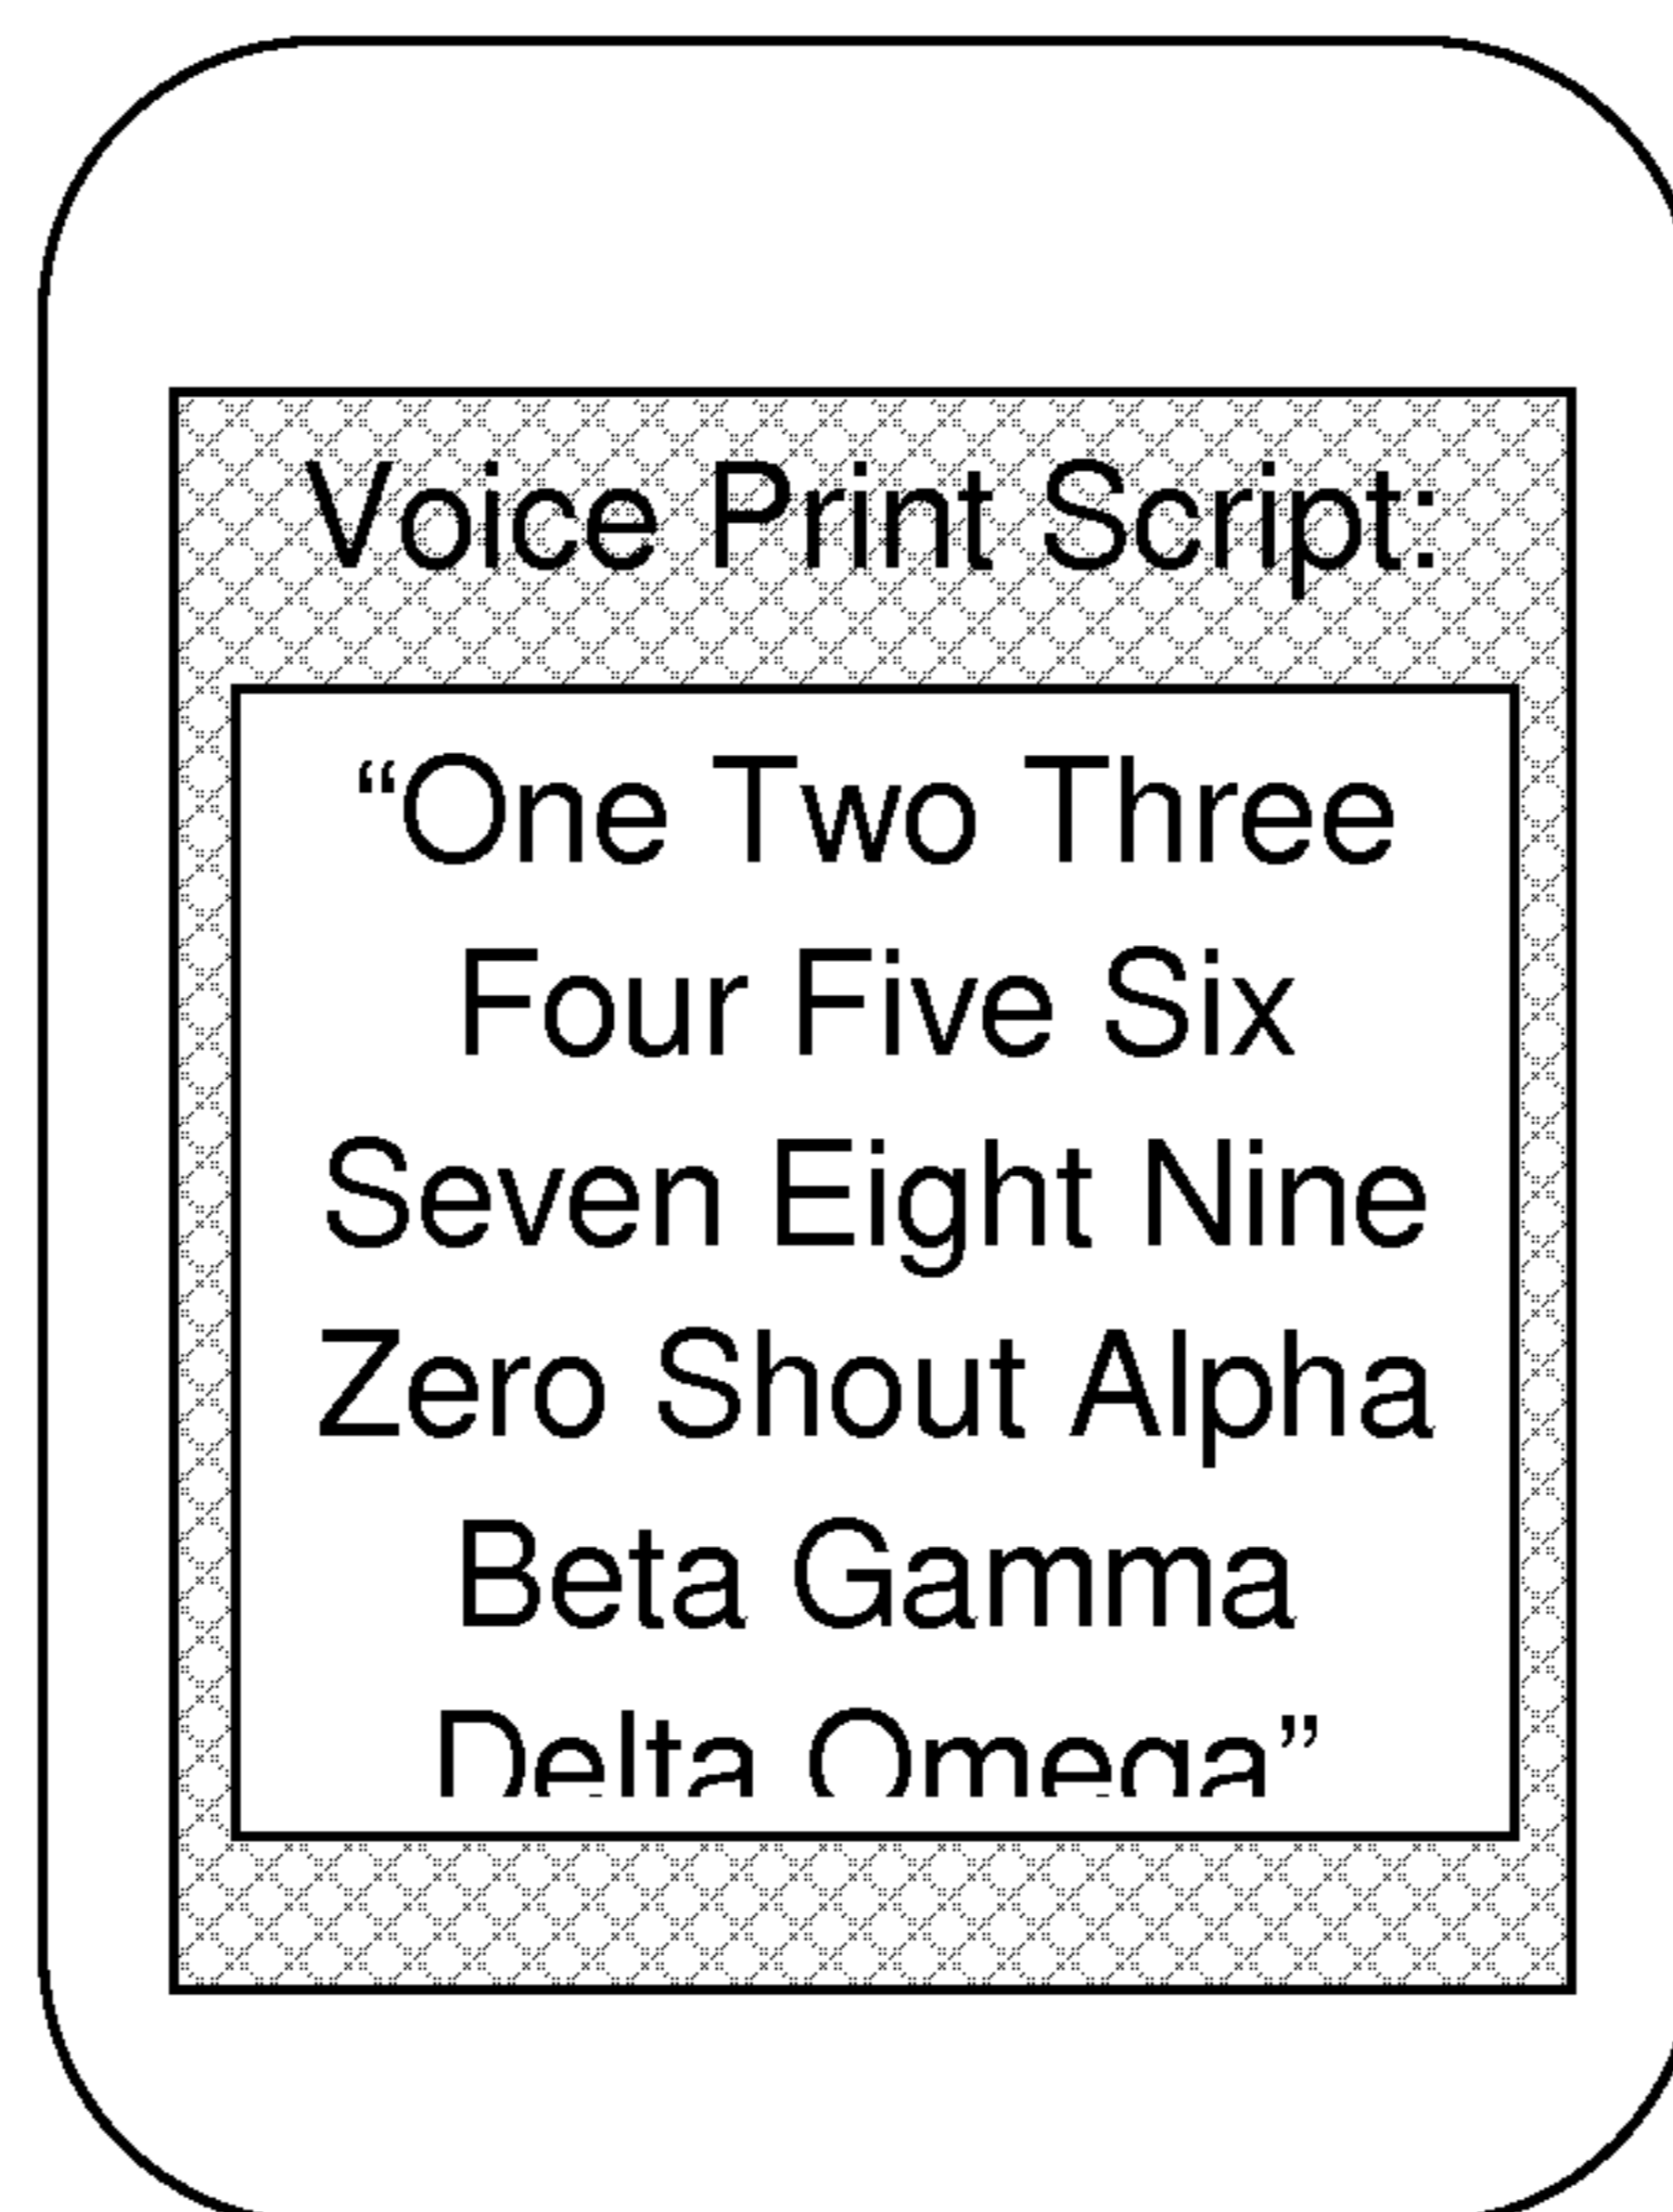 Voice Print Script:
“One Two Three
Four Five Six
Seven Eight Nine
Zero Shout Alpha
Beta Gamma
Delta Omega”